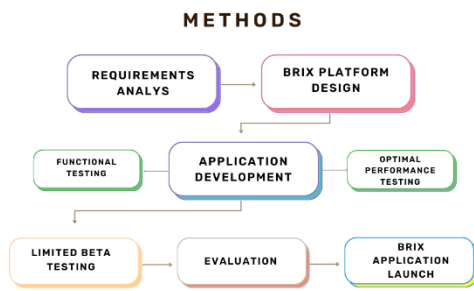 METHODS
REQUIREMENTS
ANALYS
BRIX PLATFORM
DESIGN
FUNCTIONAL
TESTING
APPLICATION
DEVELOPMENT
OPTIMAL
PERFORMANCE
TESTING
LIMITED BETA
TESTING
EVALUATION
BRIX
APPLICATION
LAUNCH